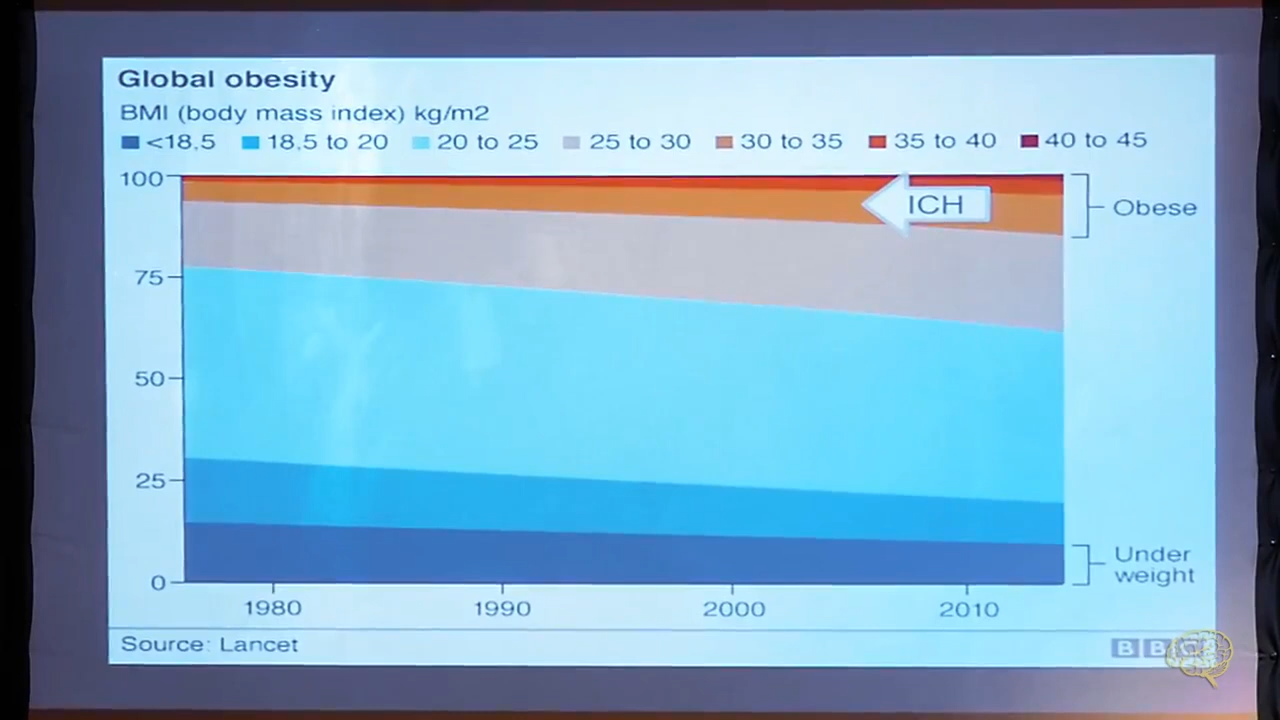 Global obesity
BMI (body mass index) kg/m2
<18.5 18.5 to 20 20 to 25 25 to 30 30 to 35 35 to 40 40 to 45
100
ICH
Obese
75
50
25
Under
weight
0
1980 1990 2000 2010
Source: Lancet
BBC